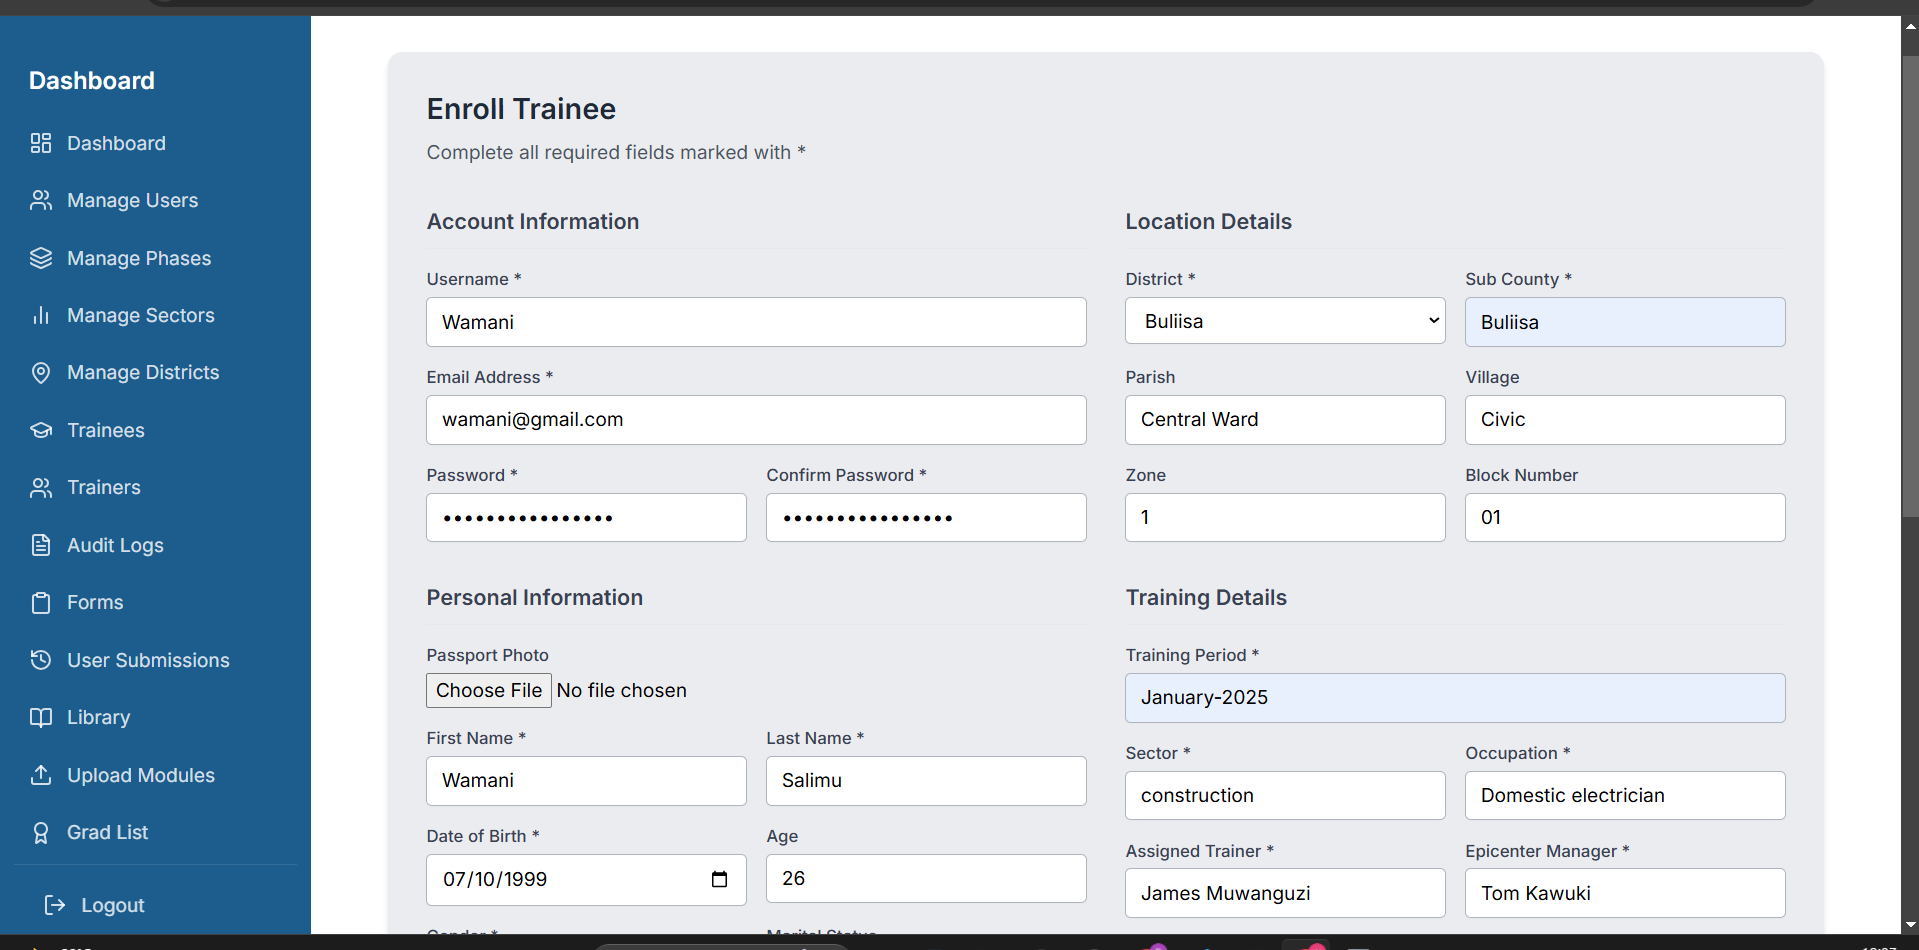 Dashboard
Dashboard
Manage Users
Manage Phases
Manage Sectors
Manage Districts
Trainees
Trainers
Audit Logs
Forms
User Submissions
Library
Upload Modules
Grad List
Logout
Enroll Trainee
Complete all required fields marked with *
Account Information
Username *
Wamani
Email Address *
wamani@gmail.com
Password *
Confirm Password *
••••••••••••••••
••••••••••••••••
Personal Information
Passport Photo
Choose File No file chosen
First Name *
Last Name *
Wamani
Salimu
Date of Birth *
Age
07/10/1999
26
Location Details
District *
Sub County *
Buliisa
Buliisa
Parish
Village
Central Ward
Civic
Zone
Block Number
1
01
Training Details
Training Period *
January-2025
Sector *
Occupation *
construction
Domestic electrician
Assigned Trainer *
Epicenter Manager *
James Muwanguzi
Tom Kawuki